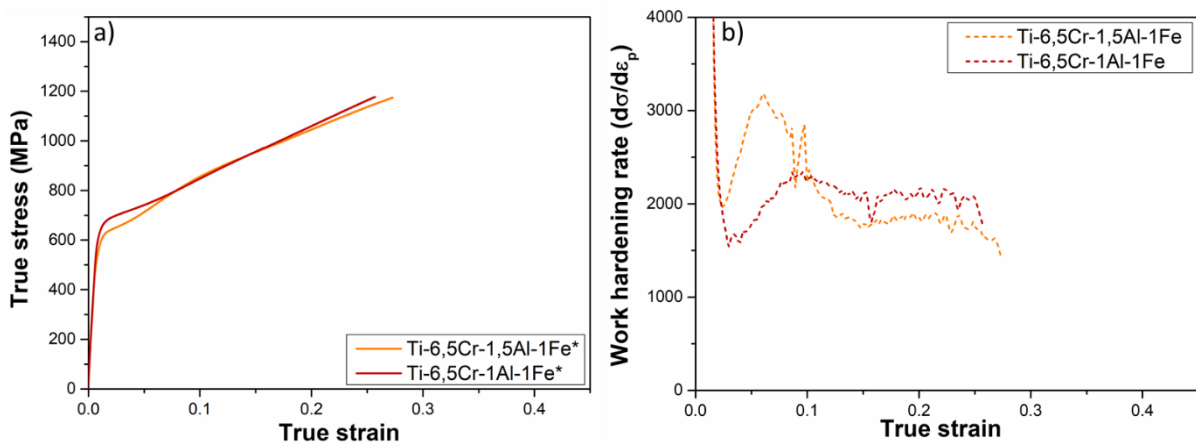 a)
True stress (MPa)
1400
1200
1000
800
600
400
200
0
0.0 0.1 0.2 0.3 0.4
True strain
Ti-6,5Cr-1,5Al-1Fe*
Ti-6,5Cr-1Al-1Fe*
b)
Work hardening rate (dσ/dεp)
4000
3000
2000
1000
0
0.0 0.1 0.2 0.3 0.4
True strain
Ti-6,5Cr-1,5Al-1Fe
Ti-6,5Cr-1Al-1Fe